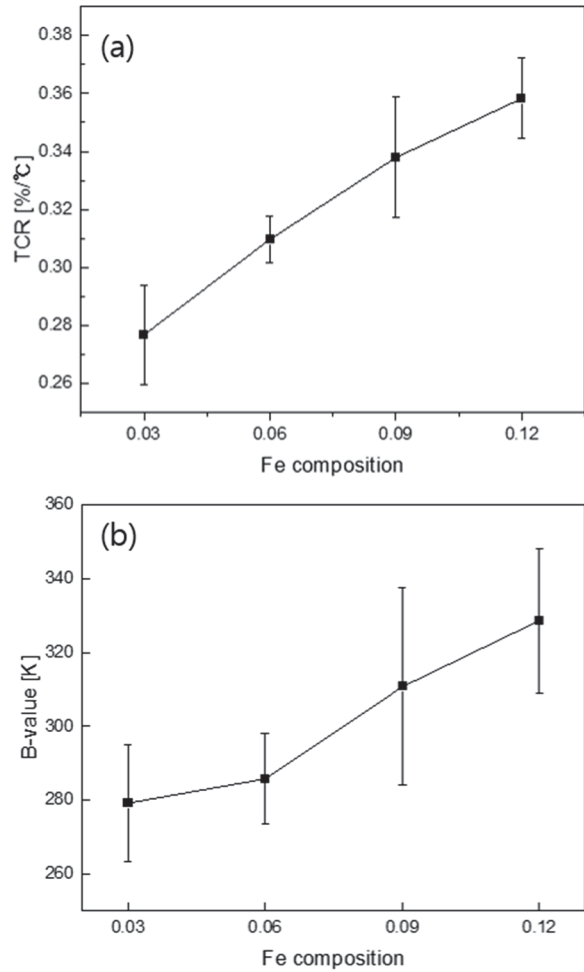 (a)
TCR [%/℃]
0.38
0.36
0.34
0.32
0.30
0.28
0.26
0.03 0.06 0.09 0.12
Fe composition
(b)
B-value [K]
360
340
320
300
280
260
0.03 0.06 0.09 0.12
Fe composition